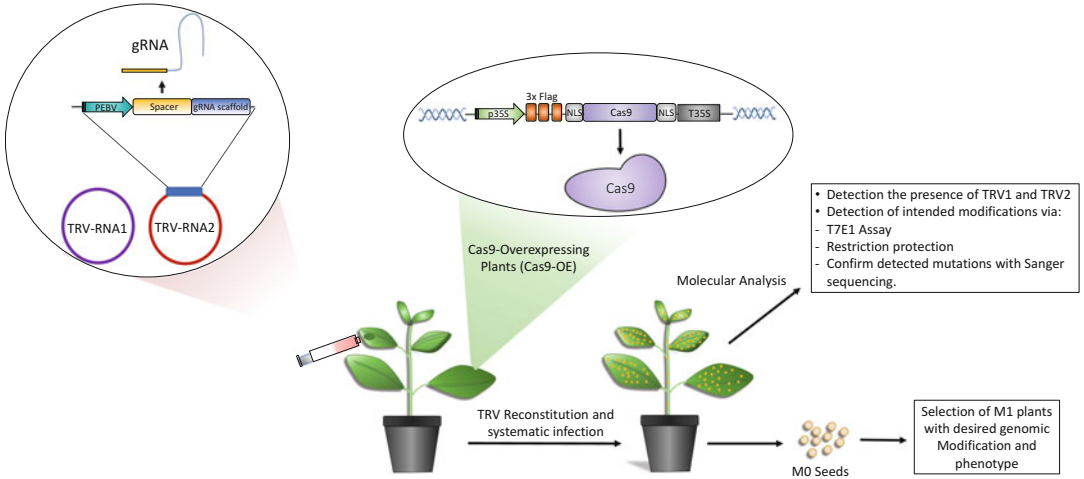 gRNA
PEBV
Spacer
gRNA scaffold
TRV-RNA1
TRV-RNA2
3x Flag
p35S
NLS
Cas9
NLS
T35S
Cas9
Cas9-Overexpressing
Plants (Cas9-OE)
TRV Reconstitution and
systematic infection
Molecular Analysis
• Detection the presence of TRV1 and TRV2
• Detection of intended modifications via:
- T7E1 Assay
- Restriction protection
- Confirm detected mutations with Sanger
sequencing.
M0 Seeds
Selection of M1 plants
with desired genomic
Modification and
phenotype